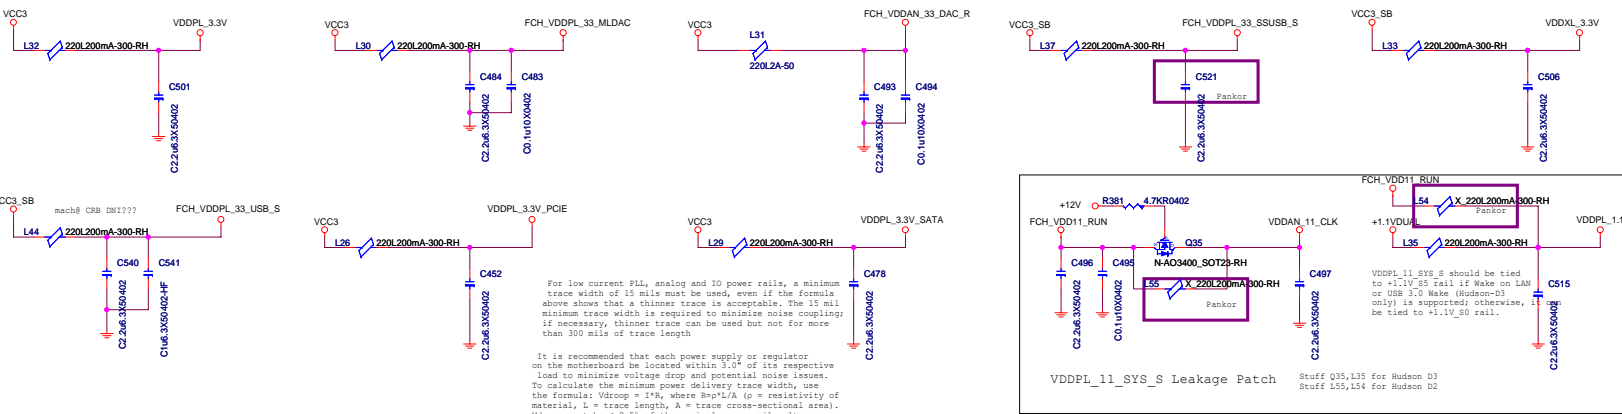 VCC3
VDDPL_3.3V
L32
220L200mA-300-RH
C501
C2.2u6.3X50402
VCC3
FCH_VDDPL_33_MLDAC
L30
220L200mA-300-RH
C484
C483
C2.2u6.3X50402
C0.1u10X0402
VCC3
FCH_VDDAN_33_DAC_R
L31
220L2A-50
C493
C494
C2.2u6.3X50402
C0.1u10X0402
VCC3_SB
FCH_VDDPL_33_SSUSB_S
L37
220L200mA-300-RH
C521
Pankor
C2.2u6.3X50402
VCC3_SB
VDDXL_3.3V
L33
220L200mA-300-RH
C506
C2.2u6.3X50402
CC3_SB
mach@ CRB DNI???
FCH_VDDPL_33_USB_S
L44
220L200mA-300-RH
C540
C541
C2.2u6.3X50402
C1u6.3X50402-HF
VCC3
VDDPL_3.3V_PCIE
L26
220L200mA-300-RH
C452
C2.2u6.3X50402
VCC3
VDDPL_3.3V_SATA
L29
220L200mA-300-RH
C478
C2.2u6.3X50402
For low current PLL, analog and IO power rails, a minimum
trace width of 15 mils must be used, even if the formula
above shows that a thinner trace is acceptable. The 15 mil
minimum trace width is required to minimize noise coupling;
if necessary, thinner trace can be used but not for more
than 300 mils of trace length
It is recommended that each power supply or regulator
on the motherboard be located within 3.0" of its respective
load to minimize voltage drop and potential noise issues.
To calculate the minimum power delivery trace width, use
the formula: Vdroop = I*R, where R=ρ*L/A (ρ = resistivity of
material, L = trace length, A = trace cross-sectional area).
+12V
R381
4.7KR0402
FCH_VDD11_RUN
VDDAN_11_CLK
Q35
N-AO3400_SOT23-RH
C496
C495
L55
X_220L200mA-300-RH
Pankor
C497
C2.2u6.3X50402
C0.1u10X0402
C2.2u6.3X50402
FCH_VDD11_RUN
L54
X_220L200mA-300-RH
Pankor
+1.1VDUAL
VDDPL_1.1
L35
220L200mA-300-RH
VDDPL_11_SYS_S should be tied
to +1.1V_S5 rail if Wake on LAN
or USB 3.0 Wake (Hudson-D3
only) is supported; otherwise, it can
be tied to +1.1V_S0 rail.
C515
C2.2u6.3X50402
VDDPL_11_SYS_S Leakage Patch
Stuff Q35,L35 for Hudson D3
Stuff L55,L54 for Hudson D2